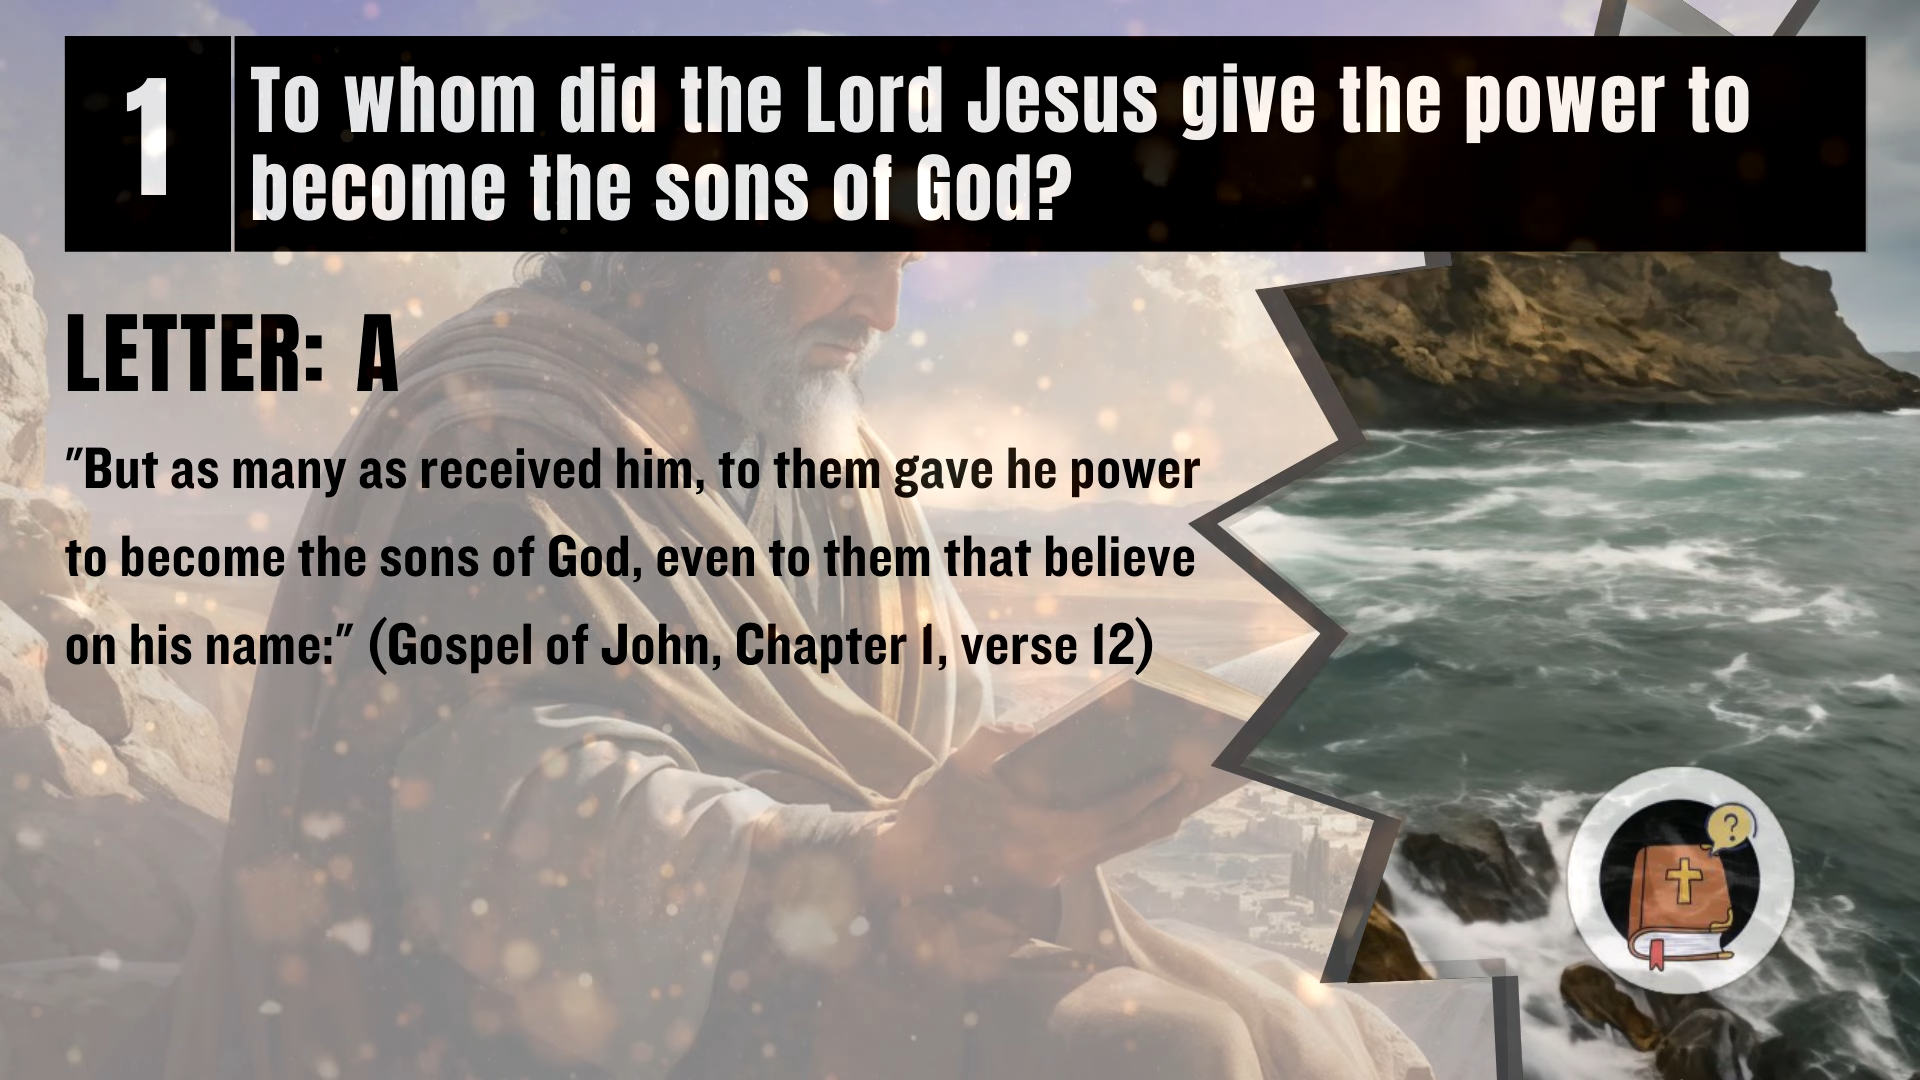 1
To whom did the Lord Jesus give the power to
become the sons of God?
LETTER: A
"But as many as received him, to them gave he power
to become the sons of God, even to them that believe
on his name:" (Gospel of John, Chapter 1, verse 12)
?